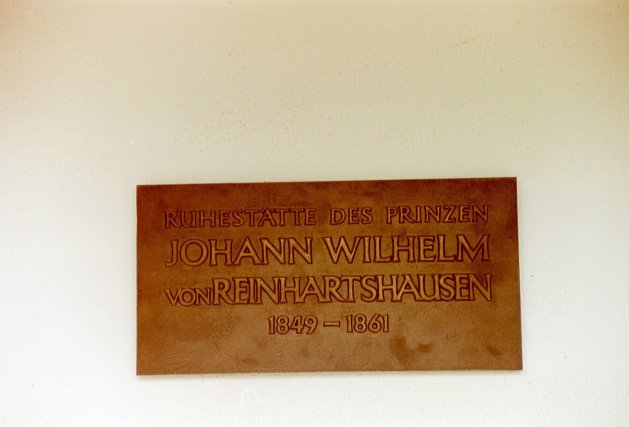 RUHESTÄTTE DES PRINZEN
JOHANN WILHELM
VON REINHARTSHAUSEN
1849 – 1861